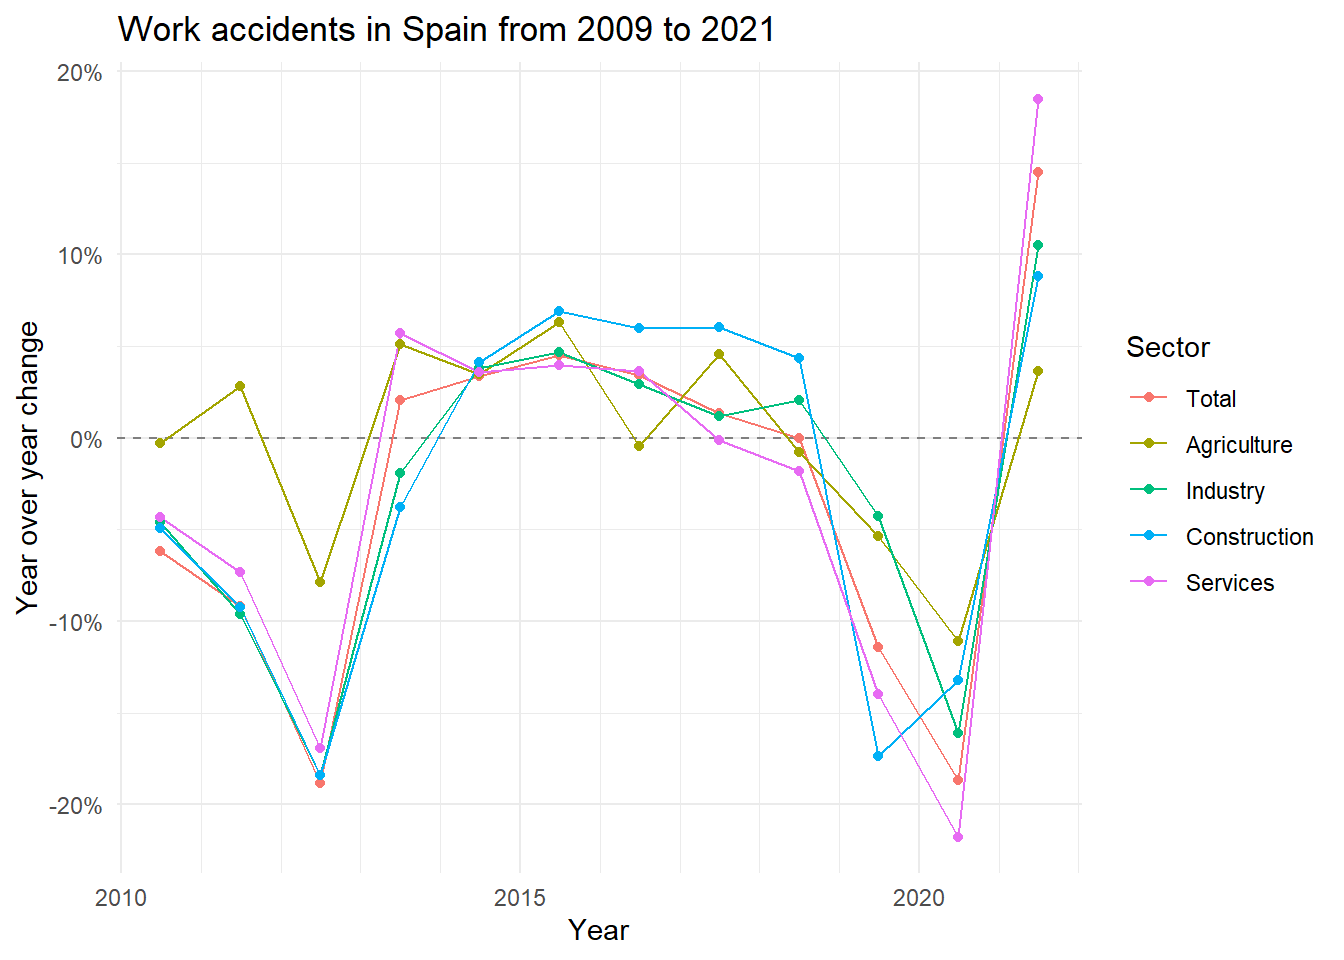 Work accidents in Spain from 2009 to 2021
Year over year change
20%
10%
0%
-10%
-20%
2010
2015
2020
Year
Sector
Total
Agriculture
Industry
Construction
Services